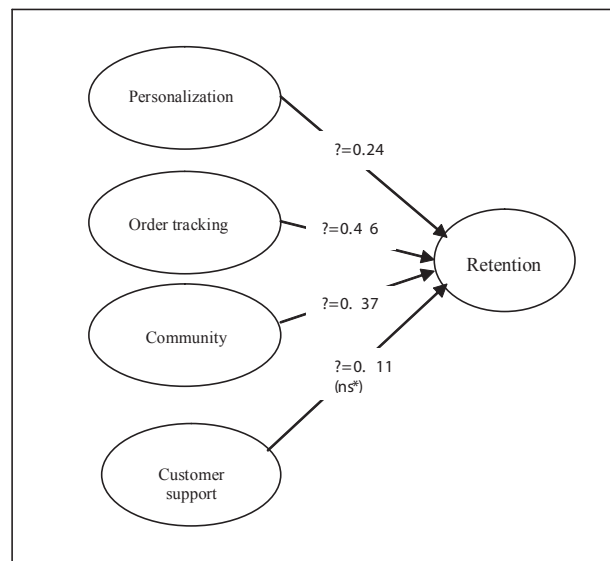 Personalization
?=0.24
Order tracking
?=0.4 6
Retention
?=0. 37
Community
?=0. 11
(ns*)
Customer
support